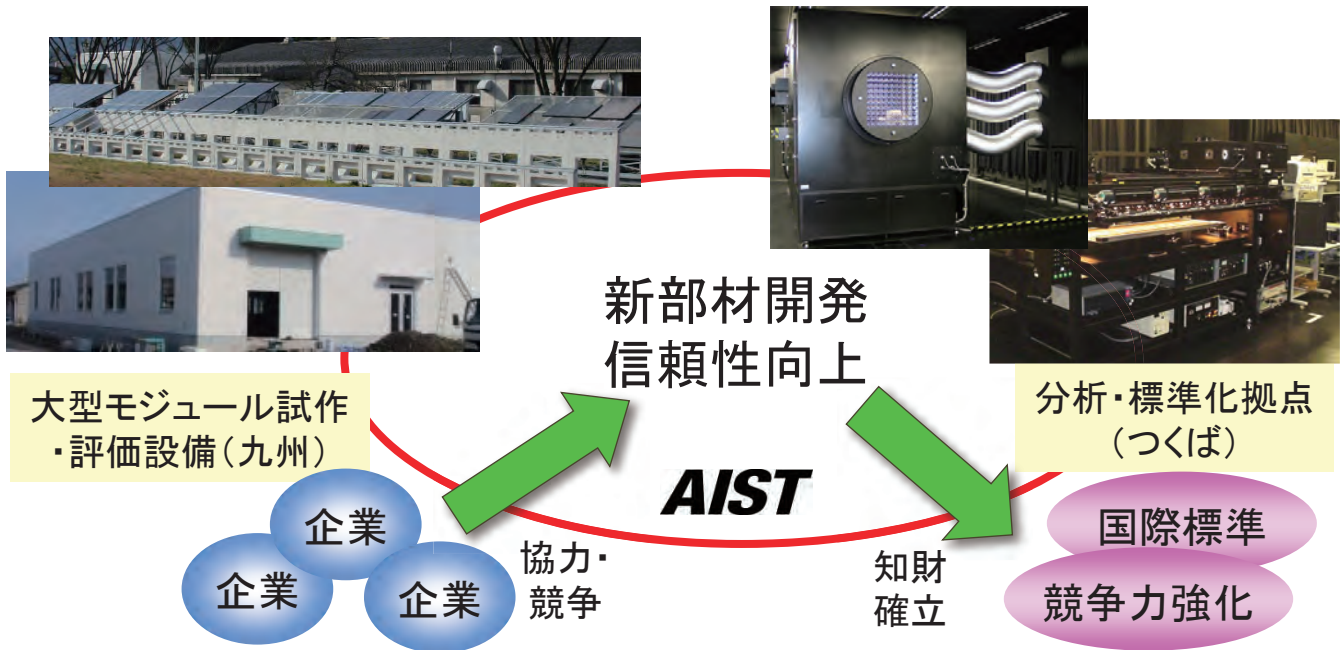 新部材開発
信頼性向上
大型モジュール試作
・評価設備(九州)
分析・標準化拠点
(つくば)
AIST
企業
企業
企業
協力・
競争
知財
確立
国際標準
競争力強化